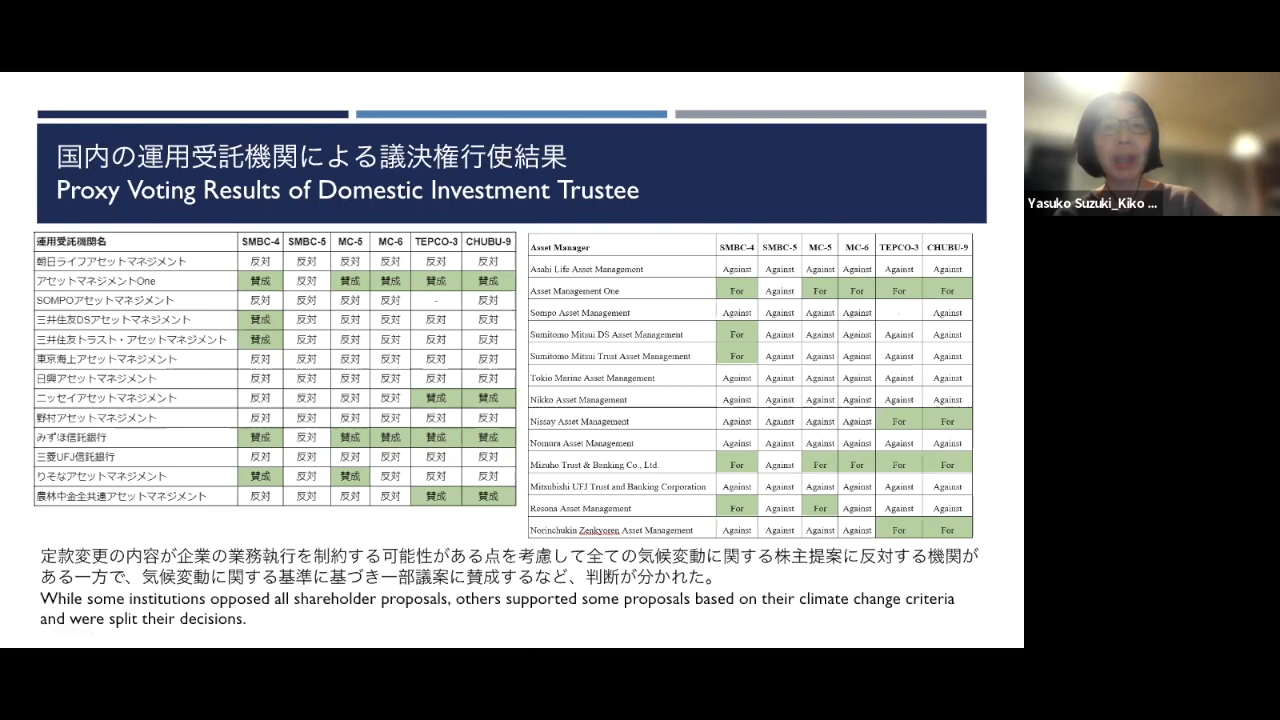 国内の運用受託機関による議決権行使結果
Proxy Voting Results of Domestic Investment Trustee
運用受託機関名 SMBC-4 SMBC-5 MC-5 MC-6 TEPCO-3 CHUBU-9
朝日ライフアセットマネジメント 反対 反対 反対 反対 反対 反対
アセットマネジメントOne 賛成 反対 賛成 賛成 賛成 賛成
SOMPOアセットマネジメント 反対 反対 反対 反対 - 反対
三井住友DSアセットマネジメント 賛成 反対 反対 反対 反対 反対
三井住友トラスト・アセットマネジメント 賛成 反対 反対 反対 反対 反対
東京海上アセットマネジメント 反対 反対 反対 反対 反対 反対
日興アセットマネジメント 反対 反対 反対 反対 反対 反対
ニッセイアセットマネジメント 反対 反対 反対 反対 賛成 賛成
野村アセットマネジメント 反対 反対 反対 反対 反対 反対
みずほ信託銀行 賛成 反対 賛成 賛成 賛成 賛成
三菱UFJ信託銀行 反対 反対 反対 反対 反対 反対
りそなアセットマネジメント 賛成 反対 賛成 反対 反対 反対
農林中金全共連アセットマネジメント 反対 反対 反対 反対 賛成 賛成
Asset Manager SMBC-4 SMBC-5 MC-5 MC-6 TEPCO-3 CHUBU-9
Asahi Life Asset Management Against Against Against Against Against Against
Asset Management One For Against For For For For
Sompo Asset Management Against Against Against Against - Against
Sumitomo Mitsui DS Asset Management For Against Against Against Against Against
Sumitomo Mitsui Trust Asset Management For Against Against Against Against Against
Tokio Marine Asset Management Against Against Against Against Against Against
Nikko Asset Management Against Against Against Against Against Against
Nissay Asset Management Against Against Against Against For For
Nomura Asset Management Against Against Against Against Against Against
Mizuho Trust & Banking Co., Ltd. For Against For For For For
Mitsubishi UFJ Trust and Banking Corporation Against Against Against Against Against Against
Resona Asset Management For Against For Against Against Against
Norinchukin Zenkyoren Asset Management Against Against Against Against For For
定款変更の内容が企業の業務執行を制約する可能性がある点を考慮して全ての気候変動に関する株主提案に反対する機関が
ある一方で、気候変動に関する基準に基づき一部議案に賛成するなど、判断が分かれた。
While some institutions opposed all shareholder proposals, others supported some proposals based on their climate change criteria
and were split their decisions.
Yasuko Suzuki_Kiko ...